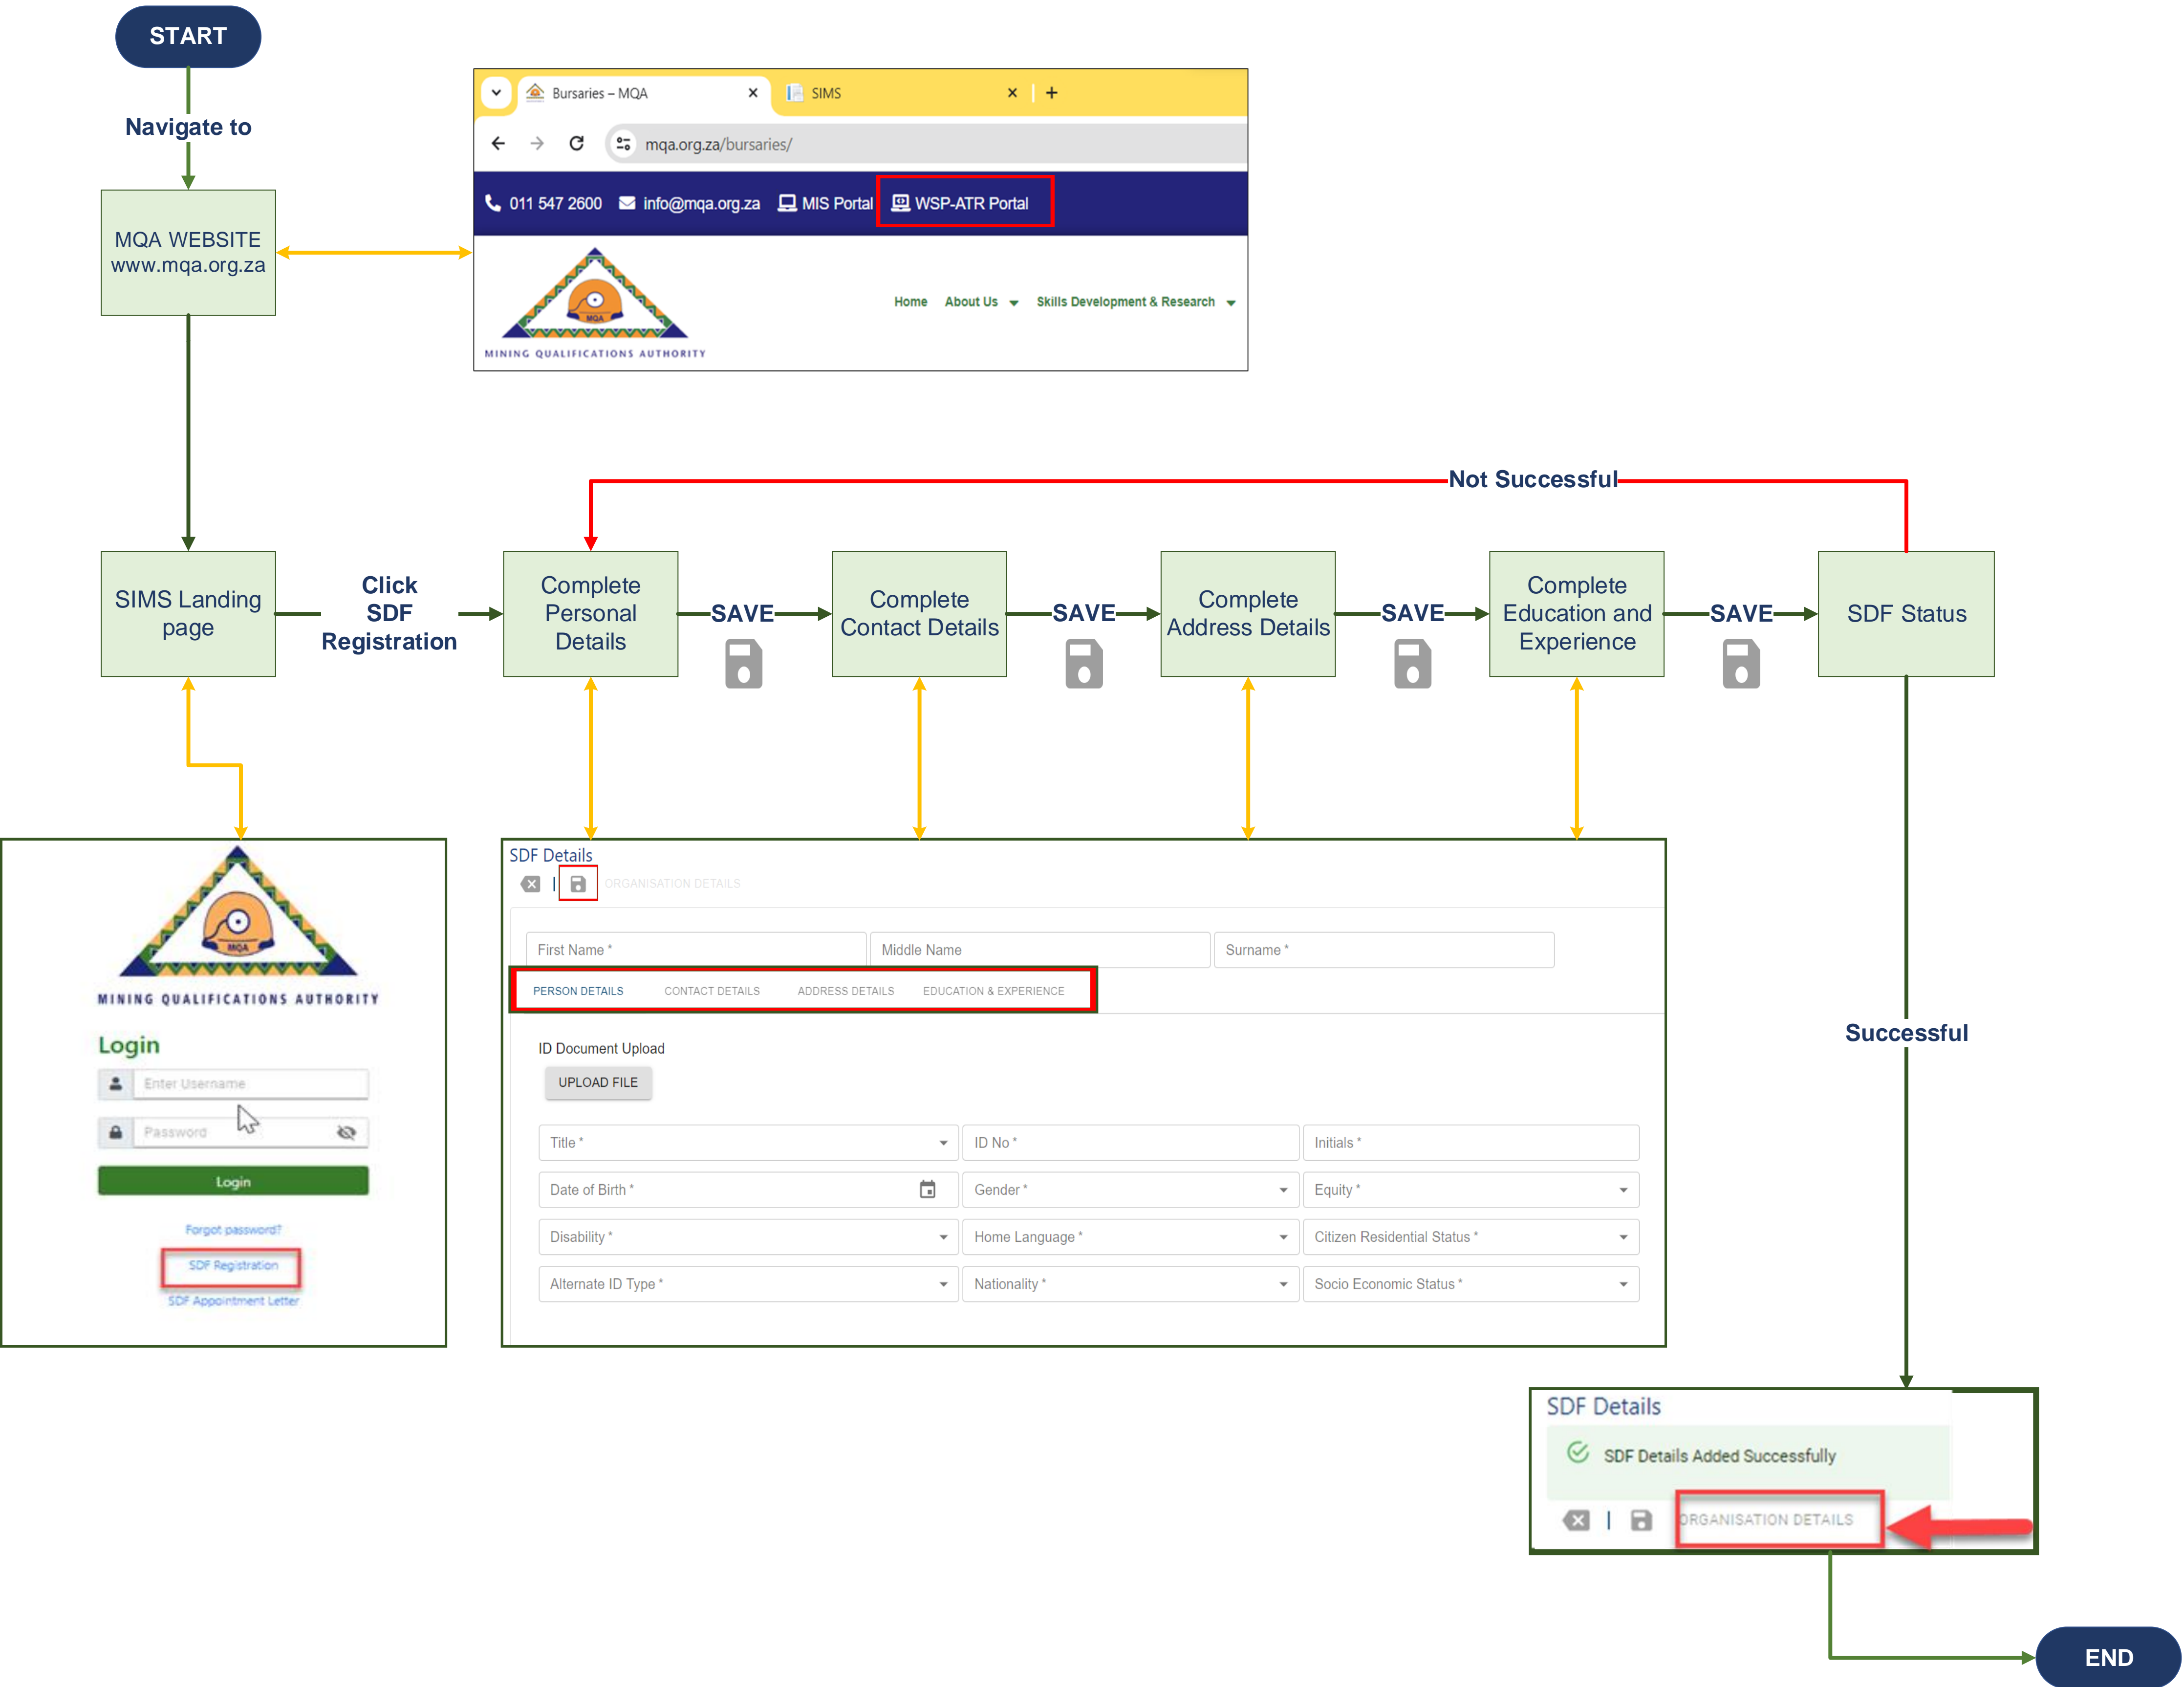 START
Navigate to
Bursaries – MQA
SIMS
mqa.org.za/bursaries/
011 547 2600 info@mqa.org.za MIS Portal WSP-ATR Portal
MQA
MINING QUALIFICATIONS AUTHORITY
Home About Us Skills Development & Research
MQA WEBSITE
www.mqa.org.za
Not Successful
SIMS Landing
page
Click
SDF
Registration
Complete
Personal
Details
SAVE
Complete
Contact Details
SAVE
Complete
Address Details
SAVE
Complete
Education and
Experience
SAVE
SDF Status
MQA
MINING QUALIFICATIONS AUTHORITY
Login
Enter Username
Password
Login
Forgot password?
SDF Registration
SDF Appointment Letter
SDF Details
ORGANISATION DETAILS
First Name * Middle Name Surname *
PERSON DETAILS CONTACT DETAILS ADDRESS DETAILS EDUCATION & EXPERIENCE
ID Document Upload
UPLOAD FILE
Title * ID No * Initials *
Date of Birth * Gender * Equity *
Disability * Home Language * Citizen Residential Status *
Alternate ID Type * Nationality * Socio Economic Status *
Successful
SDF Details
SDF Details Added Successfully
ORGANISATION DETAILS
END